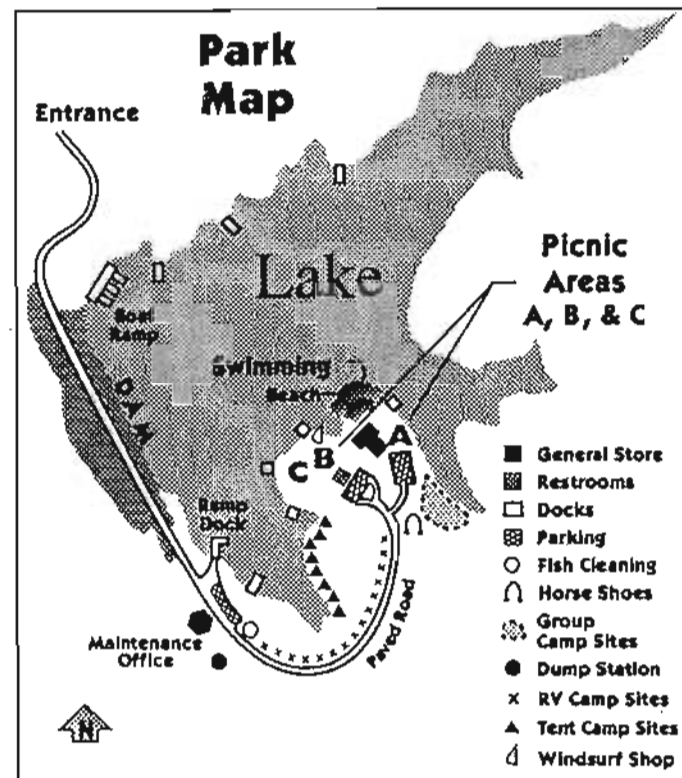 Park
Map
Entrance
Lake
Picnic
Areas
A, B, & C
Boat
Ramp
DAM
Swimming
Beach
A
B
C
Ramp
Dock
Paved Road
Maintenance
Office
N
General Store
Restrooms
Docks
Parking
Fish Cleaning
Horse Shoes
Group
Camp Sites
Dump Station
RV Camp Sites
Tent Camp Sites
Windsurf Shop